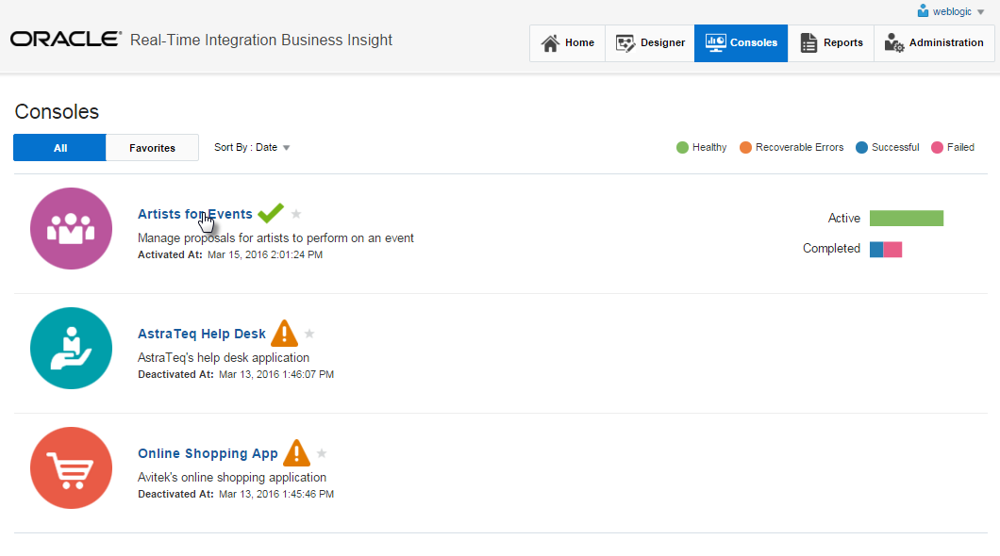 weblogic
ORACLE® Real-Time Integration Business Insight
Home Designer Consoles Reports Administration
Consoles
All Favorites Sort By : Date
Healthy Recoverable Errors Successful Failed
Artists for Events
Manage proposals for artists to perform on an event
Activated At: Mar 15, 2016 2:01:24 PM
Active
Completed
AstraTeq Help Desk
AstraTeq's help desk application
Deactivated At: Mar 13, 2016 1:46:07 PM
Online Shopping App
Avitek's online shopping application
Deactivated At: Mar 13, 2016 1:45:46 PM